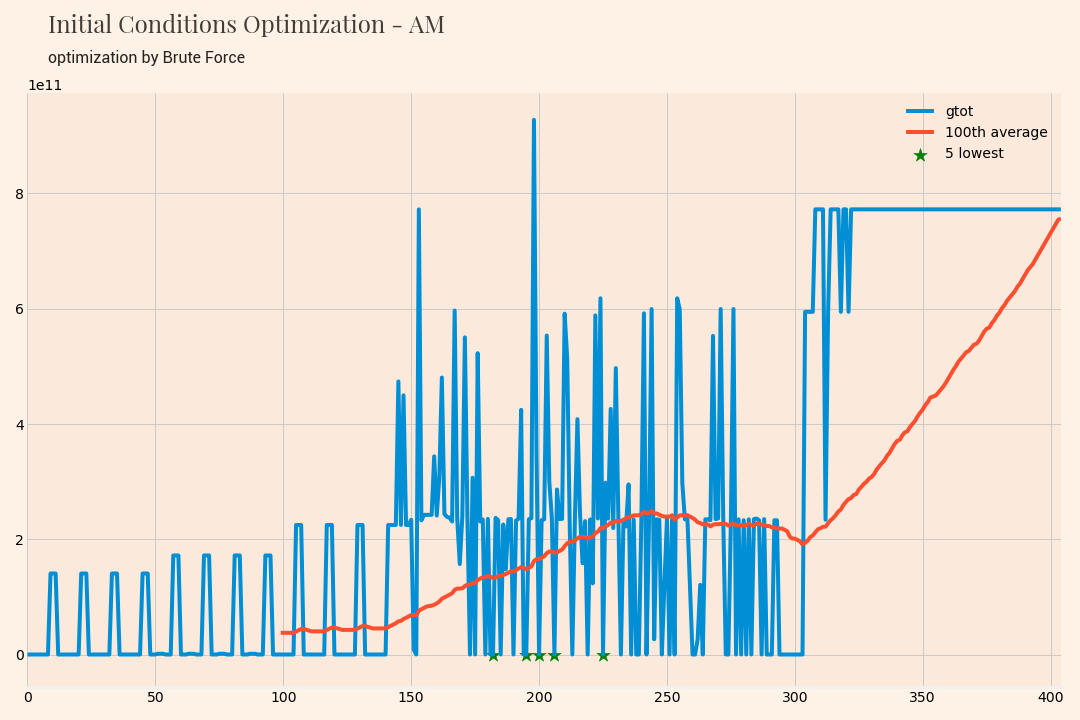 Initial Conditions Optimization - AM
optimization by Brute Force
1e11
gtot
100th average
5 lowest
8
6
4
2
0
0 50 100 150 200 250 300 350 400